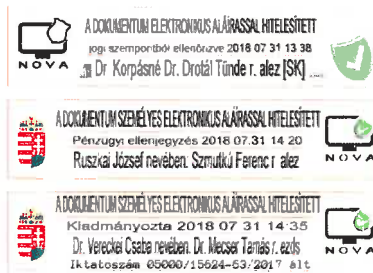 A DOKUMENTUM ELEKTRONIKUS ALÁÍRÁSSAL HITELESÍTETT
jogi szempontból ellenőrizve 2018 07 31 13 38
Dr Korpásné Dr. Drotál Tünde r. alez [SK]
NOVA
A DOKUMENTUM SZEMÉLYES ELEKTRONIKUS ALÁÍRÁSSAL HITELESÍTETT
Pénzügyi ellenjegyzés 2018 07.31 14 20
Ruszkai József nevében: Szmutkú Ferenc r alez
NOVA
A DOKUMENTUM SZEMÉLYES ELEKTRONIKUS ALÁÍRÁSSAL HITELESÍTETT
Kiadmányozta 2018 07 31 14:35
Dr. Vereckei Csaba nevében: Dr. Mecser Tamás r. ezds
Iktatoszám 05000/15624-53/2017 ált
NOVA